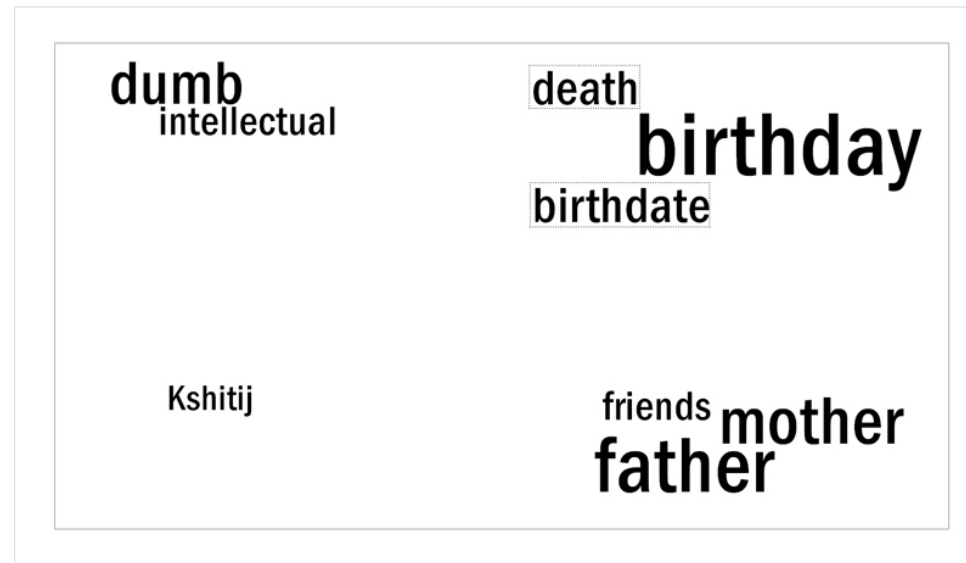 dumb
intellectual
death
birthday
birthdate
Kshitij
friends
mother
father